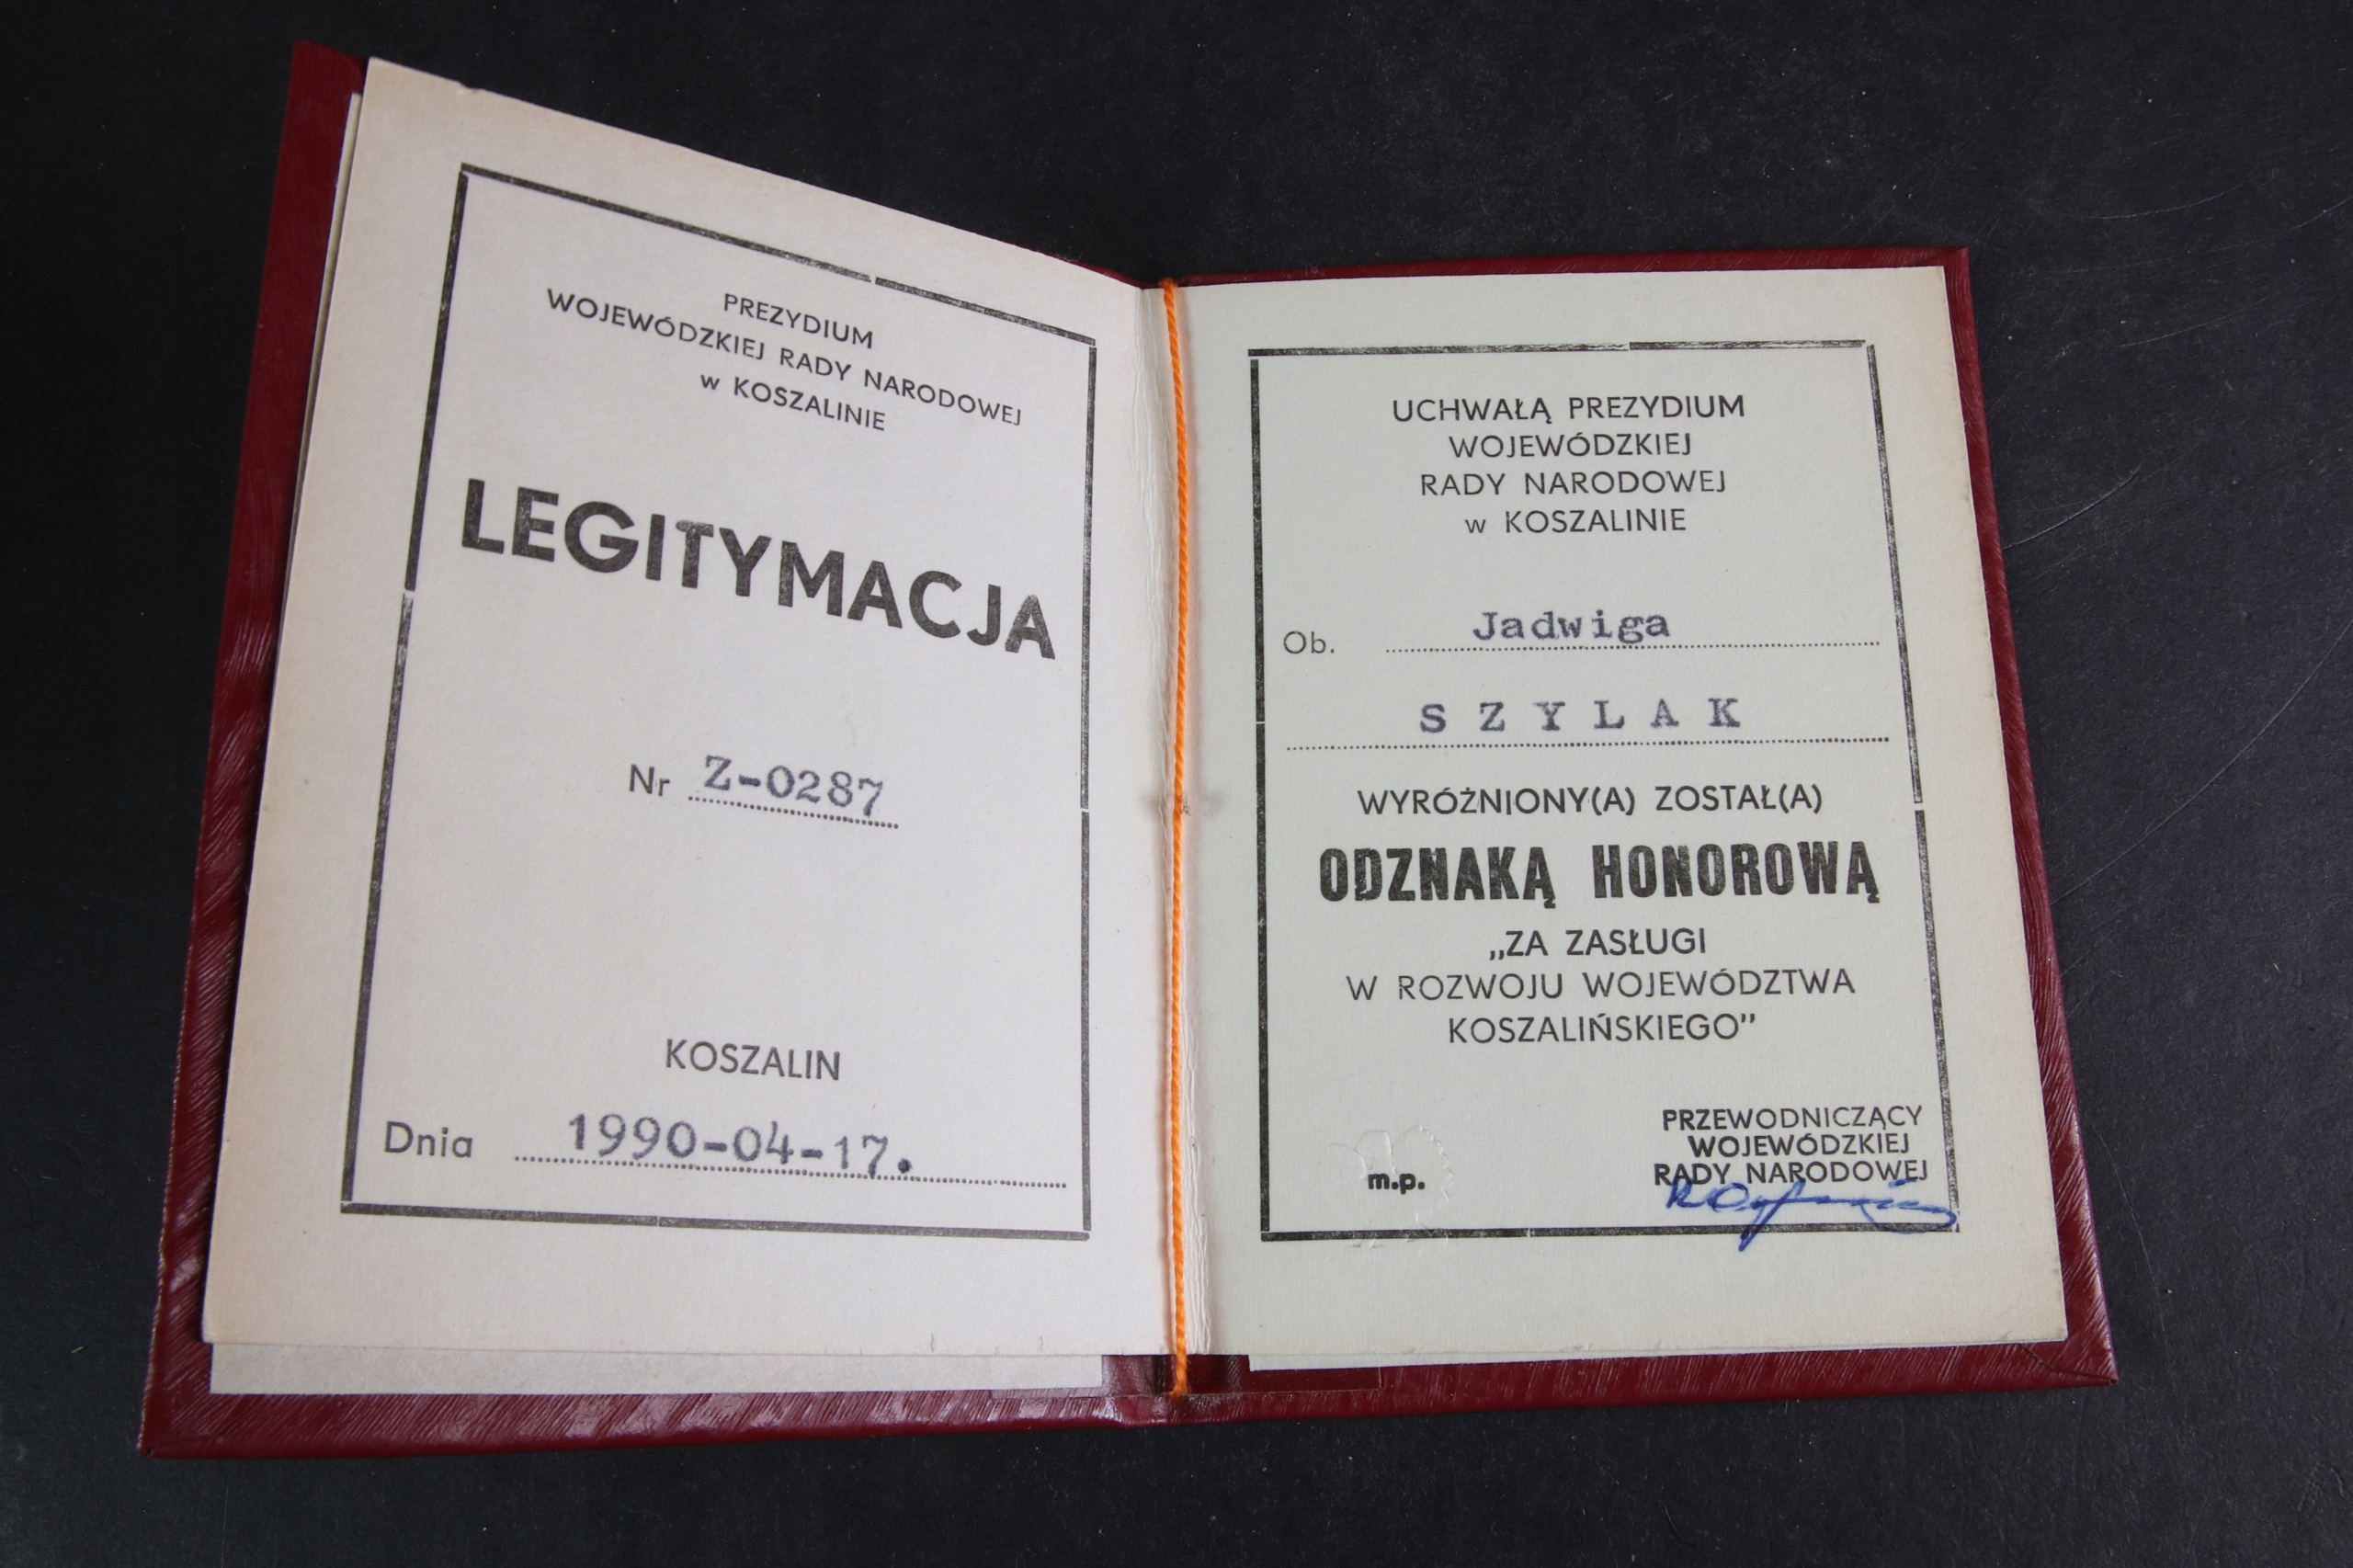 PREZYDIUM
WOJEWÓDZKIEJ RADY NARODOWEJ
w KOSZALINIE
LEGITYMACJA
Nr Z-0287
KOSZALIN
Dnia 1990-04-17.
UCHWAŁĄ PREZYDIUM
WOJEWÓDZKIEJ
RADY NARODOWEJ
w KOSZALINIE
Ob. Jadwiga
SZYLAK
WYRÓŻNIONY(A) ZOSTAŁ(A)
ODZNAKĄ HONOROWĄ
„ZA ZASŁUGI
W ROZWOJU WOJEWÓDZTWA
KOSZALIŃSKIEGO”
PRZEWODNICZĄCY
WOJEWÓDZKIEJ
RADY NARODOWEJ
m.p.